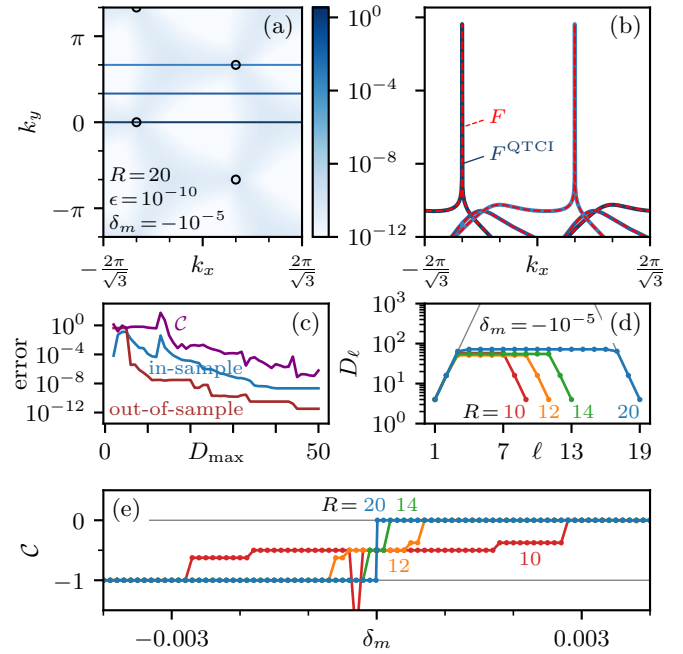 (a)
π
k_y
0
−π
R = 20
ϵ = 10^{-10}
δ_m = −10^{-5}
−2π/√3
k_x
2π/√3
10^0
10^{-4}
10^{-8}
10^{-12}
(b)
F
F^{QTCI}
−2π/√3
k_x
2π/√3
(c)
error
10^0
10^{-4}
10^{-8}
10^{-12}
C
in-sample
out-of-sample
0
D_max
50
(d)
D_ℓ
10^3
10^2
10^1
10^0
δ_m = −10^{-5}
R = 10 12 14 20
1 7 ℓ 13 19
(e)
C
0
−1
R = 20 14
12
10
−0.003
δ_m
0.003